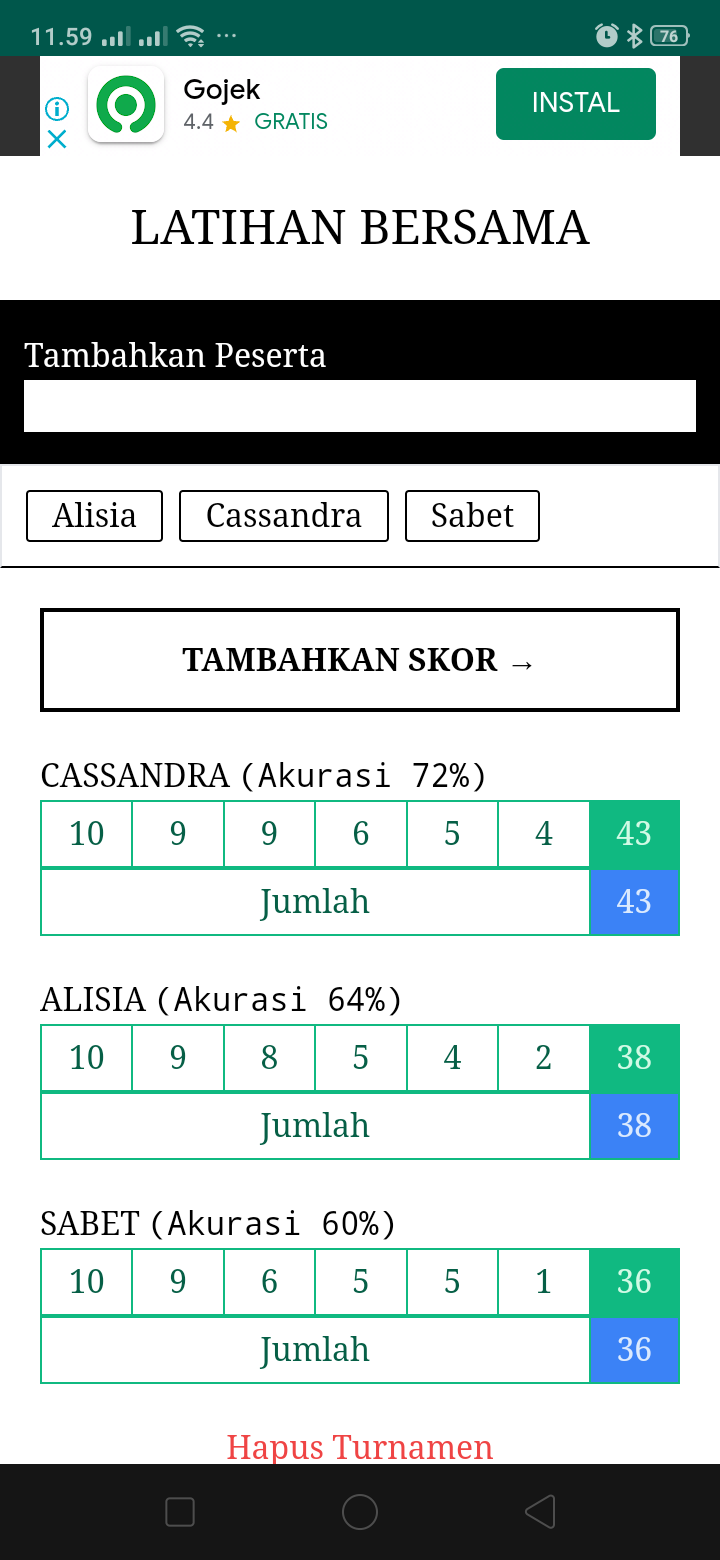 11.59 ... 76
Gojek
4.4 ★ GRATIS
INSTAL
LATIHAN BERSAMA
Tambahkan Peserta
Alisia Cassandra Sabet
TAMBAHKAN SKOR →
CASSANDRA (Akurasi 72%)
10 9 9 6 5 4 43
Jumlah 43
ALISIA (Akurasi 64%)
10 9 8 5 4 2 38
Jumlah 38
SABET (Akurasi 60%)
10 9 6 5 5 1 36
Jumlah 36
Hapus Turnamen